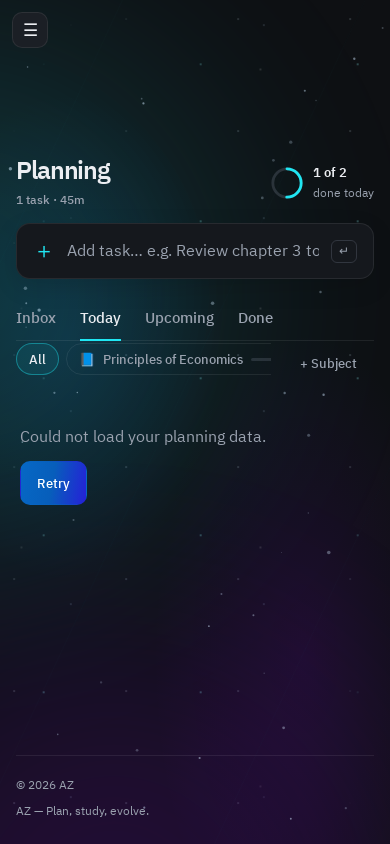 ☰
Planning
1 task · 45m
1 of 2
done today
+ Add task… e.g. Review chapter 3 to ↵
Inbox Today Upcoming Done
All 📘 Principles of Economics + Subject
Could not load your planning data.
Retry
© 2026 AZ
AZ — Plan, study, evolve.